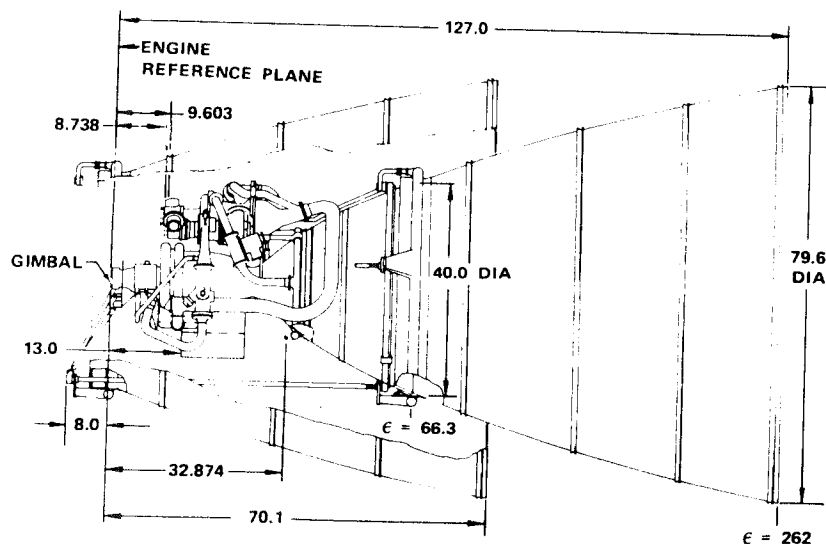 127.0
ENGINE
REFERENCE PLANE
9.603
8.738
GIMBAL
40.0 DIA
79.6
DIA
13.0
8.0
ϵ = 66.3
32.874
70.1
ϵ = 262